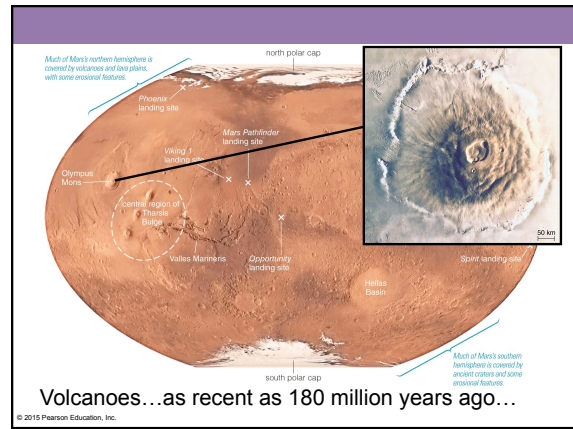 Much of Mars's northern hemisphere is
covered by volcanoes and lava plains,
with some erosional features.
north polar cap
Phoenix
landing site
Mars Pathfinder
landing site
Viking 1
landing site
Olympus
Mons
central region of
Tharsis
Bulge
Valles Marineris
Opportunity
landing site
Spirit landing site
Hellas
Basin
50 km
south polar cap
Much of Mars's southern
hemisphere is covered by
ancient craters and some
erosional features.
Volcanoes…as recent as 180 million years ago…
© 2015 Pearson Education, Inc.